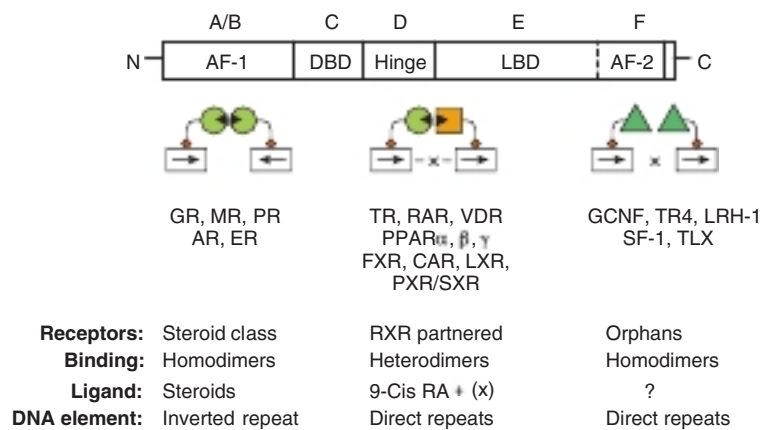 A/B C D E F
N AF-1 DBD Hinge LBD AF-2 C
-x- x
GR, MR, PR TR, RAR, VDR GCNF, TR4, LRH-1
AR, ER PPARα, β, γ SF-1, TLX
FXR, CAR, LXR,
PXR/SXR
Receptors: Steroid class RXR partnered Orphans
Binding: Homodimers Heterodimers Homodimers
Ligand: Steroids 9-Cis RA + (x) ?
DNA element: Inverted repeat Direct repeats Direct repeats